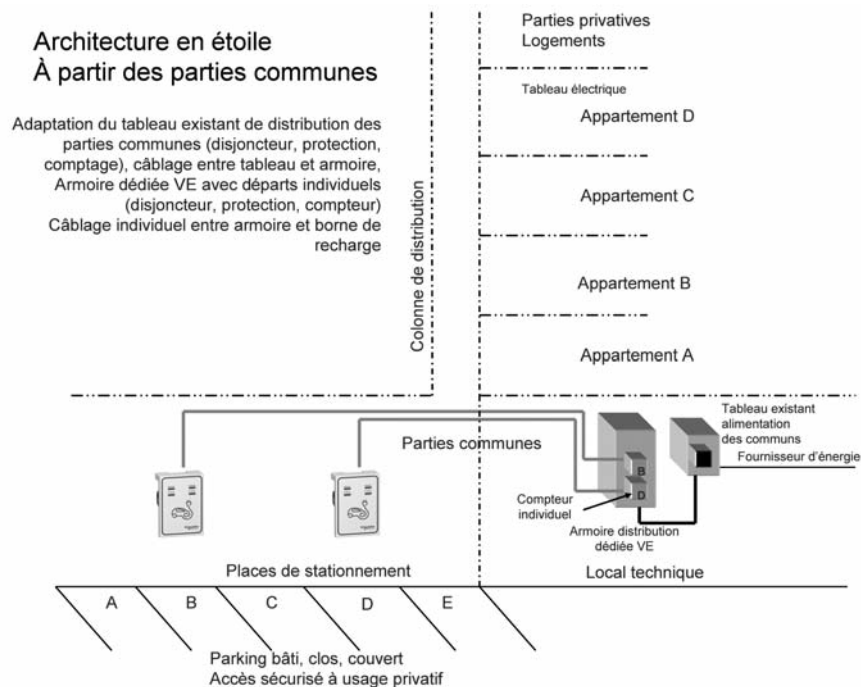 Architecture en étoile
À partir des parties communes
Adaptation du tableau existant de distribution des
parties communes (disjoncteur, protection,
comptage), câblage entre tableau et armoire,
Armoire dédiée VE avec départs individuels
(disjoncteur, protection, compteur)
Câblage individuel entre armoire et borne de
recharge
Colonne de distribution
Parties privatives
Logements
Tableau électrique
Appartement D
Appartement C
Appartement B
Appartement A
Parties communes
Tableau existant
alimentation
des communs
Fournisseur d'énergie
B
D
Compteur
individuel
Armoire distribution
dédiée VE
Places de stationnement
Local technique
A
B
C
D
E
Parking bâti, clos, couvert
Accès sécurisé à usage privatif